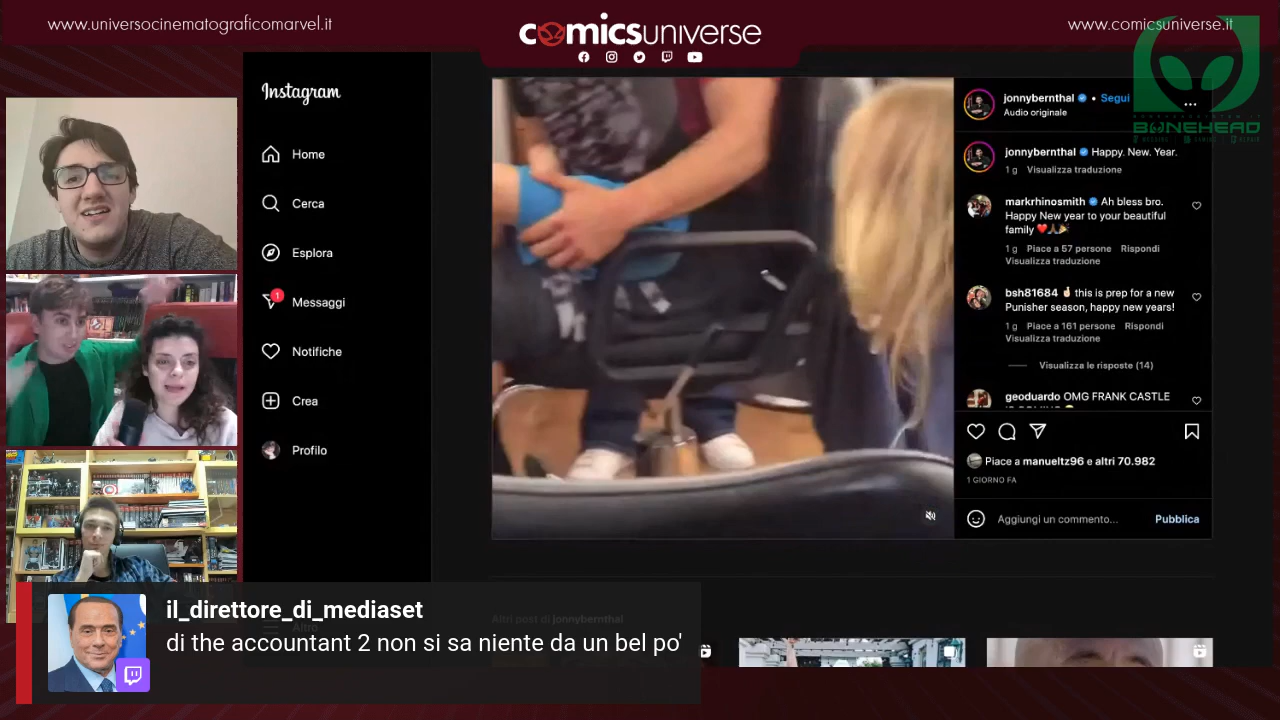 www.universocinematograficomarvel.it
comicsuniverse
www.comicsuniverse.it
BONEHEAD
Instagram
Home
Cerca
Esplora
1
Messaggi
Notifiche
Crea
Profilo
Altro
jonnybernthal • Segui
Audio originale
jonnybernthal Happy. New. Year.
1 g Visualizza traduzione
markrhinosmith Ah bless bro.
Happy New year to your beautiful
family ❤️🙏🎉
1 g Piace a 57 persone Rispondi
Visualizza traduzione
bsh81684 🤞 this is prep for a new
Punisher season, happy new years!
1 g Piace a 161 persone Rispondi
Visualizza traduzione
Visualizza le risposte (14)
geoduardo OMG FRANK CASTLE
Piace a manueltz96 e altri 70.982
1 GIORNO FA
Aggiungi un commento...
Pubblica
Altri post di jonnybernthal
il_direttore_di_mediaset
di the accountant 2 non si sa niente da un bel po'